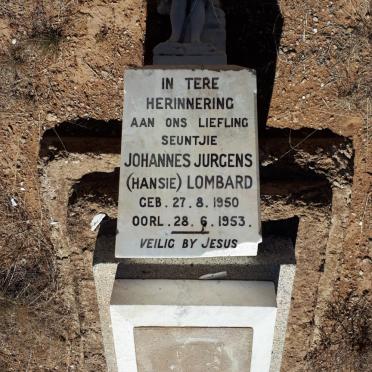 IN TERE
HERINNERING
AAN ONS LIEFLING
SEUNTJIE
JOHANNES JURGENS
(HANSIE) LOMBARD
GEB. 27.8.1950
OORL. 28.6.1953.
VEILIG BY JESUS